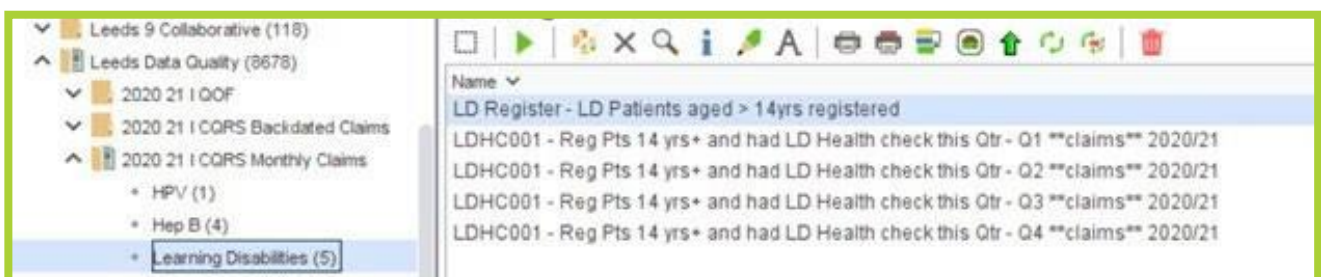 Leeds 9 Collaborative (118)
Leeds Data Quality (8678)
2020 21 I QOF
2020 21 I CQRS Backdated Claims
2020 21 I CQRS Monthly Claims
HPV (1)
Hep B (4)
Learning Disabilities (5)
Name
LD Register - LD Patients aged > 14yrs registered
LDHC001 - Reg Pts 14 yrs+ and had LD Health check this Qtr - Q1 **claims** 2020/21
LDHC001 - Reg Pts 14 yrs+ and had LD Health check this Qtr - Q2 **claims** 2020/21
LDHC001 - Reg Pts 14 yrs+ and had LD Health check this Qtr - Q3 **claims** 2020/21
LDHC001 - Reg Pts 14 yrs+ and had LD Health check this Qtr - Q4 **claims** 2020/21